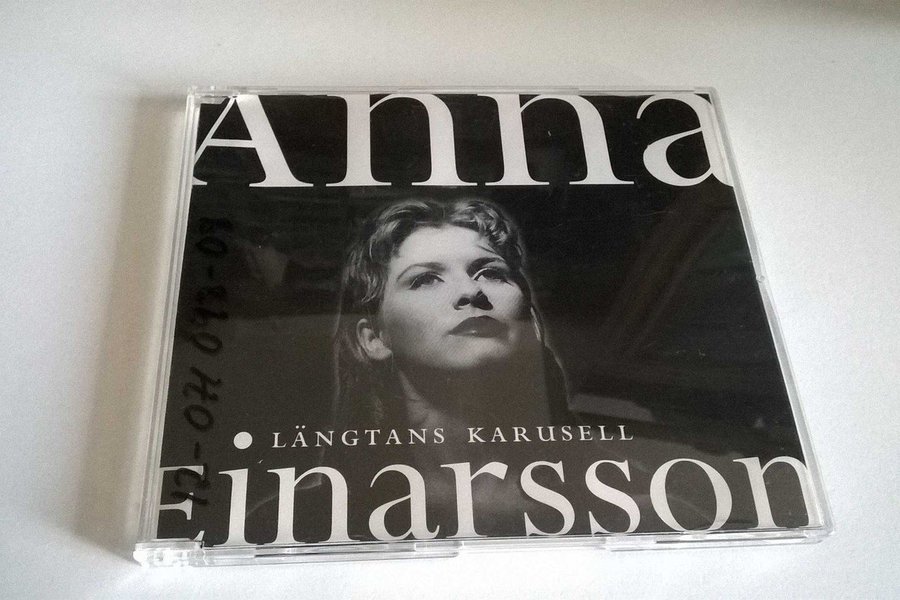 Anna
LÄNGTANS KARUSELL
Einarsson